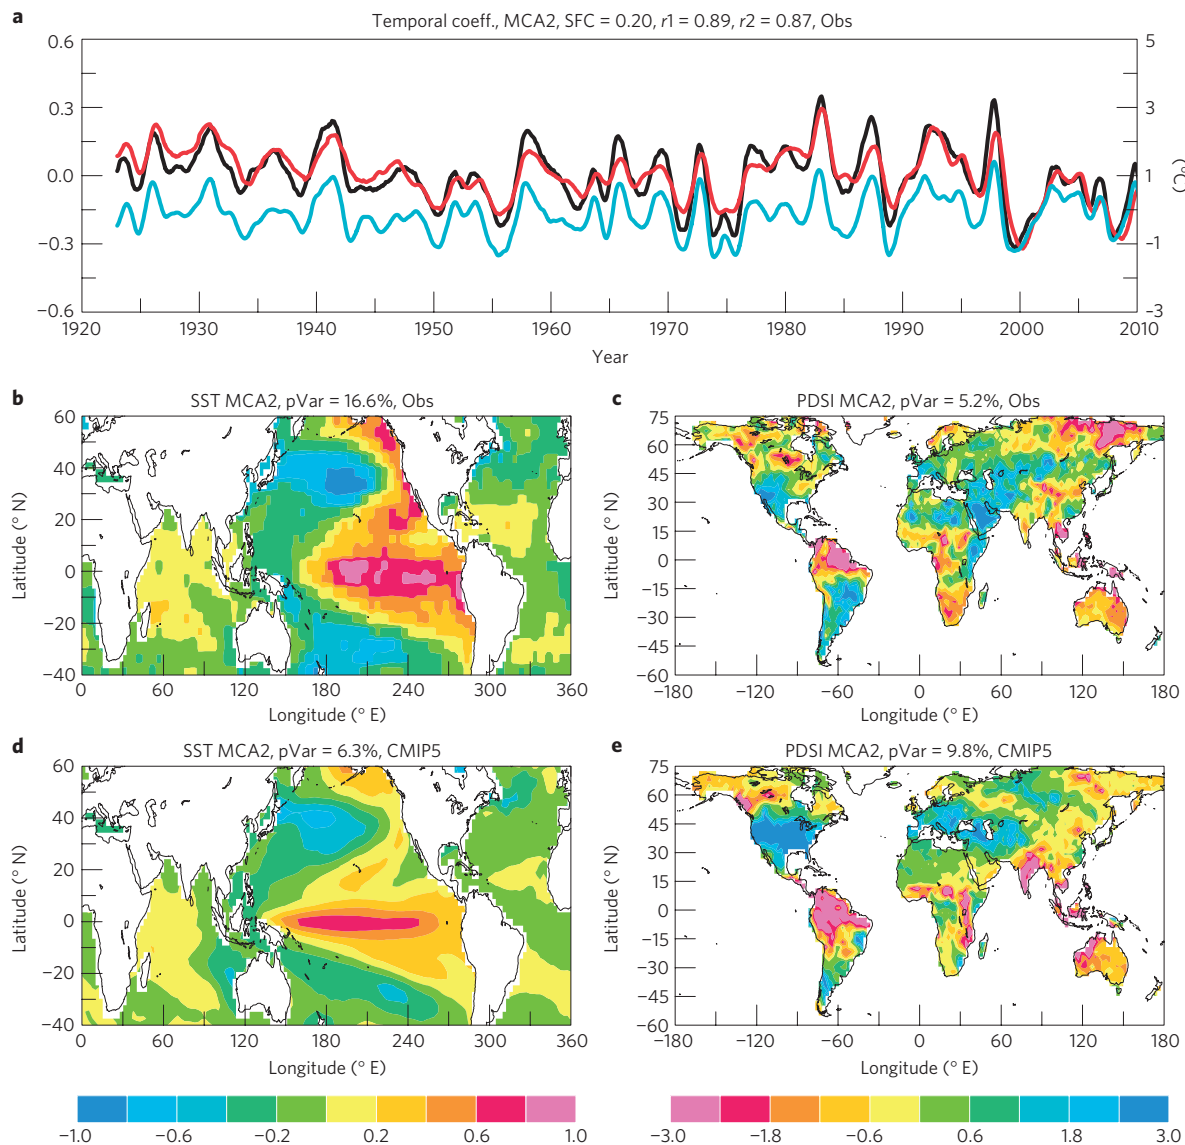 a
Temporal coeff., MCA2, SFC = 0.20, r1 = 0.89, r2 = 0.87, Obs
0.6
0.3
0.0
−0.3
−0.6
5
3
1
−1
−3
(°C)
1920 1930 1940 1950 1960 1970 1980 1990 2000 2010
Year
b
SST MCA2, pVar = 16.6%, Obs
60
40
20
0
−20
−40
Latitude (° N)
0 60 120 180 240 300 360
Longitude (° E)
c
PDSI MCA2, pVar = 5.2%, Obs
75
60
45
30
15
0
−15
−30
−45
−60
Latitude (° N)
−180 −120 −60 0 60 120 180
Longitude (° E)
d
SST MCA2, pVar = 6.3%, CMIP5
60
40
20
0
−20
−40
Latitude (° N)
0 60 120 180 240 300 360
Longitude (° E)
e
PDSI MCA2, pVar = 9.8%, CMIP5
75
60
45
30
15
0
−15
−30
−45
−60
Latitude (° N)
−180 −120 −60 0 60 120 180
Longitude (° E)
−1.0 −0.6 −0.2 0.2 0.6 1.0
−3.0 −1.8 −0.6 0.6 1.8 3.0